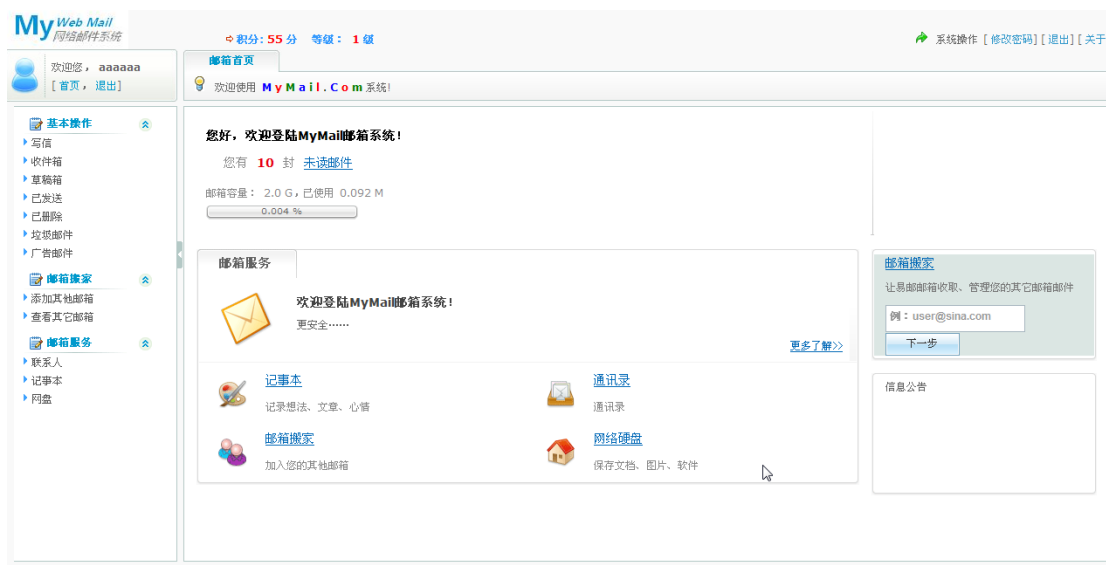 My Web Mail
网络邮件系统
积分: 55 分 等级： 1 级
系统操作 [ 修改密码] [ 退出] [ 关于
欢迎您， aaaaaa
[ 首页， 退出]
邮箱首页
欢迎使用 MyMail.Com 系统!
基本操作
写信
收件箱
草稿箱
已发送
已删除
垃圾邮件
广告邮件
邮箱搬家
添加其他邮箱
查看其它邮箱
邮箱服务
联系人
记事本
网盘
您好，欢迎登陆MyMail邮箱系统！
您有 10 封 未读邮件
邮箱容量： 2.0 G，已使用 0.092 M
0.004 %
邮箱服务
欢迎登陆MyMail邮箱系统！
更安全……
更多了解>>
记事本
记录想法、文章、心情
通讯录
通讯录
邮箱搬家
加入您的其他邮箱
网络硬盘
保存文档、图片、软件
邮箱搬家
让易邮邮箱收取、管理您的其它邮箱邮件
例：user@sina.com
下一步
信息公告